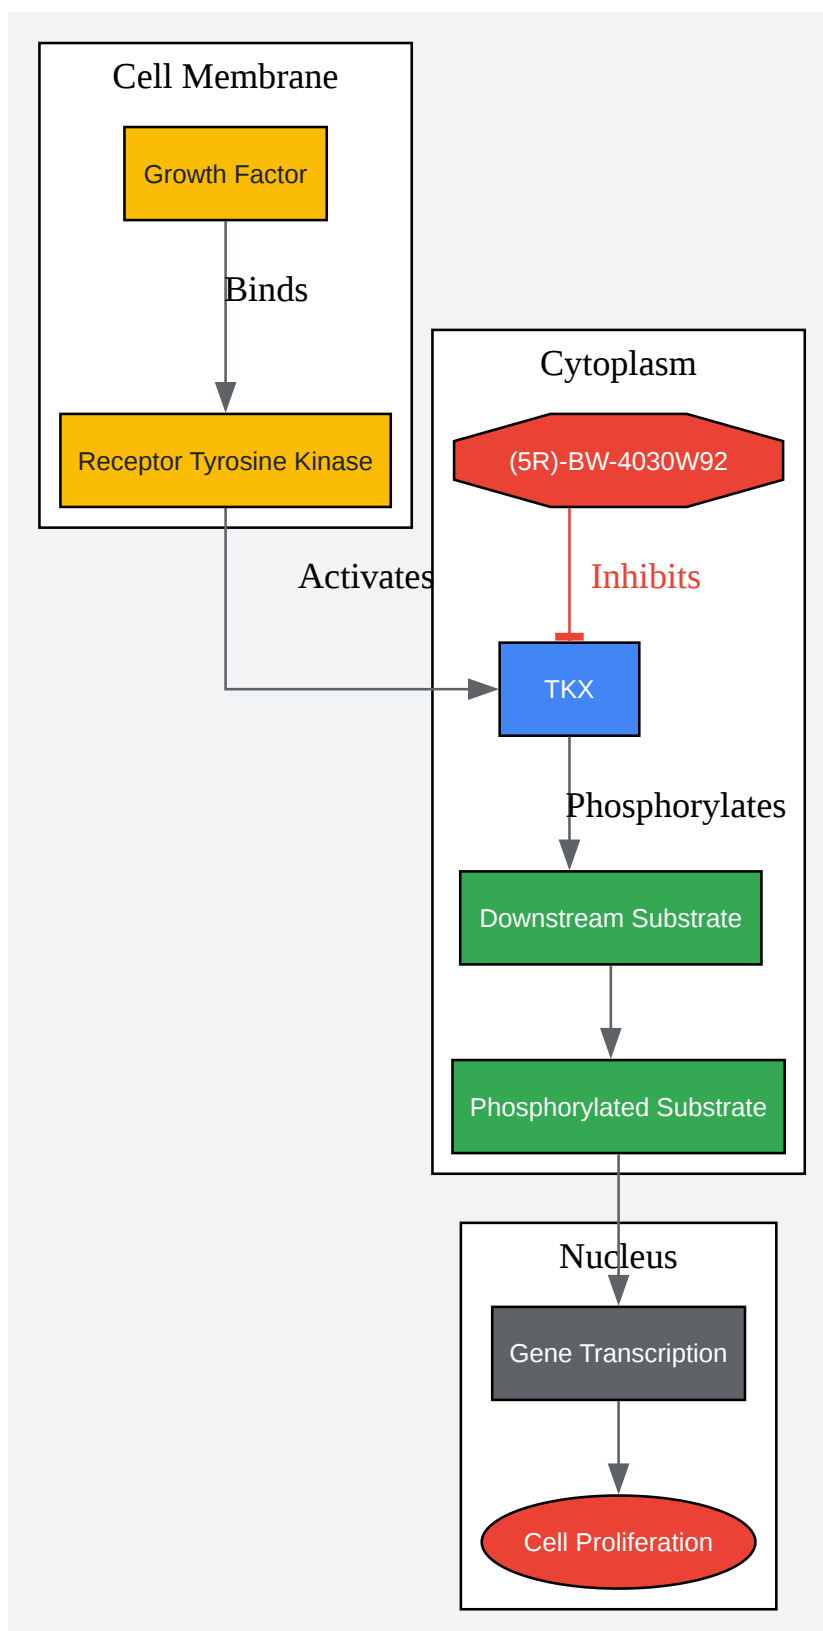 Cell Membrane
Growth Factor
Binds
Receptor Tyrosine Kinase
Cytoplasm
(5R)-BW-4030W92
Activates
Inhibits
TKX
Phosphorylates
Downstream Substrate
Phosphorylated Substrate
Nucleus
Gene Transcription
Cell Proliferation